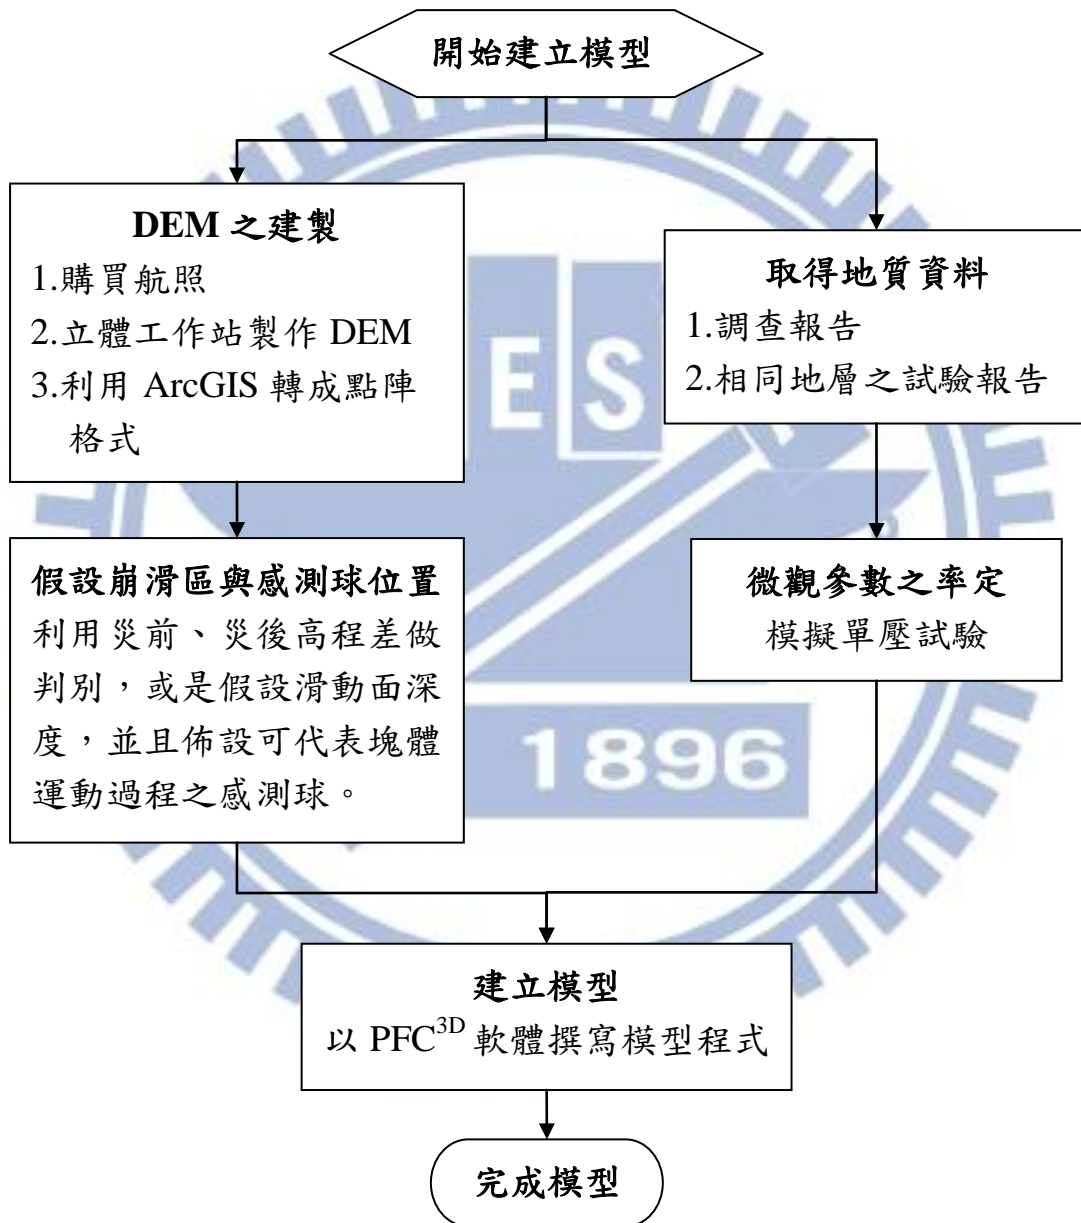 開始建立模型
DEM 之建製
1.購買航照
2.立體工作站製作 DEM
3.利用 ArcGIS 轉成點陣
格式
取得地質資料
1.調查報告
2.相同地層之試驗報告
假設崩滑區與感測球位置
利用災前、災後高程差做
判別，或是假設滑動面深
度，並且佈設可代表塊體
運動過程之感測球。
微觀參數之率定
模擬單壓試驗
建立模型
以 PFC3D 軟體撰寫模型程式
完成模型
ES
1896